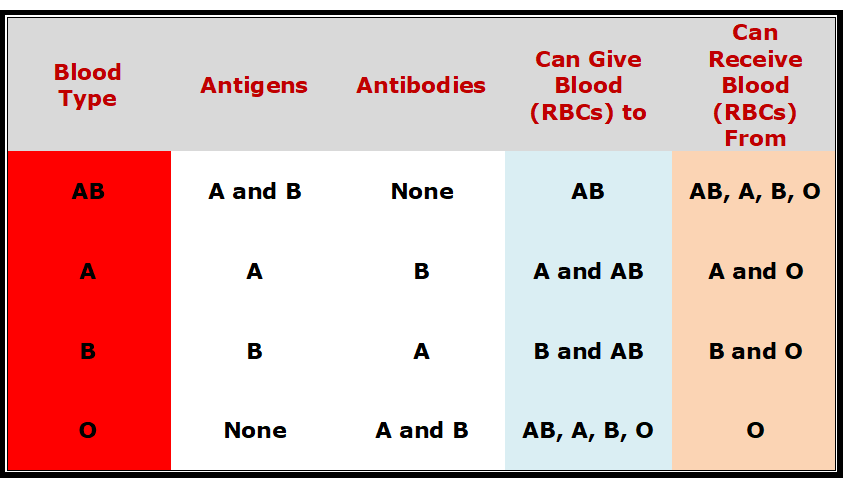 Blood
Type
Antigens
Antibodies
Can Give
Blood
(RBCs) to
Can
Receive
Blood
(RBCs)
From
AB
A and B
None
AB
AB, A, B, O
A
A
B
A and AB
A and O
B
B
A
B and AB
B and O
O
None
A and B
AB, A, B, O
O